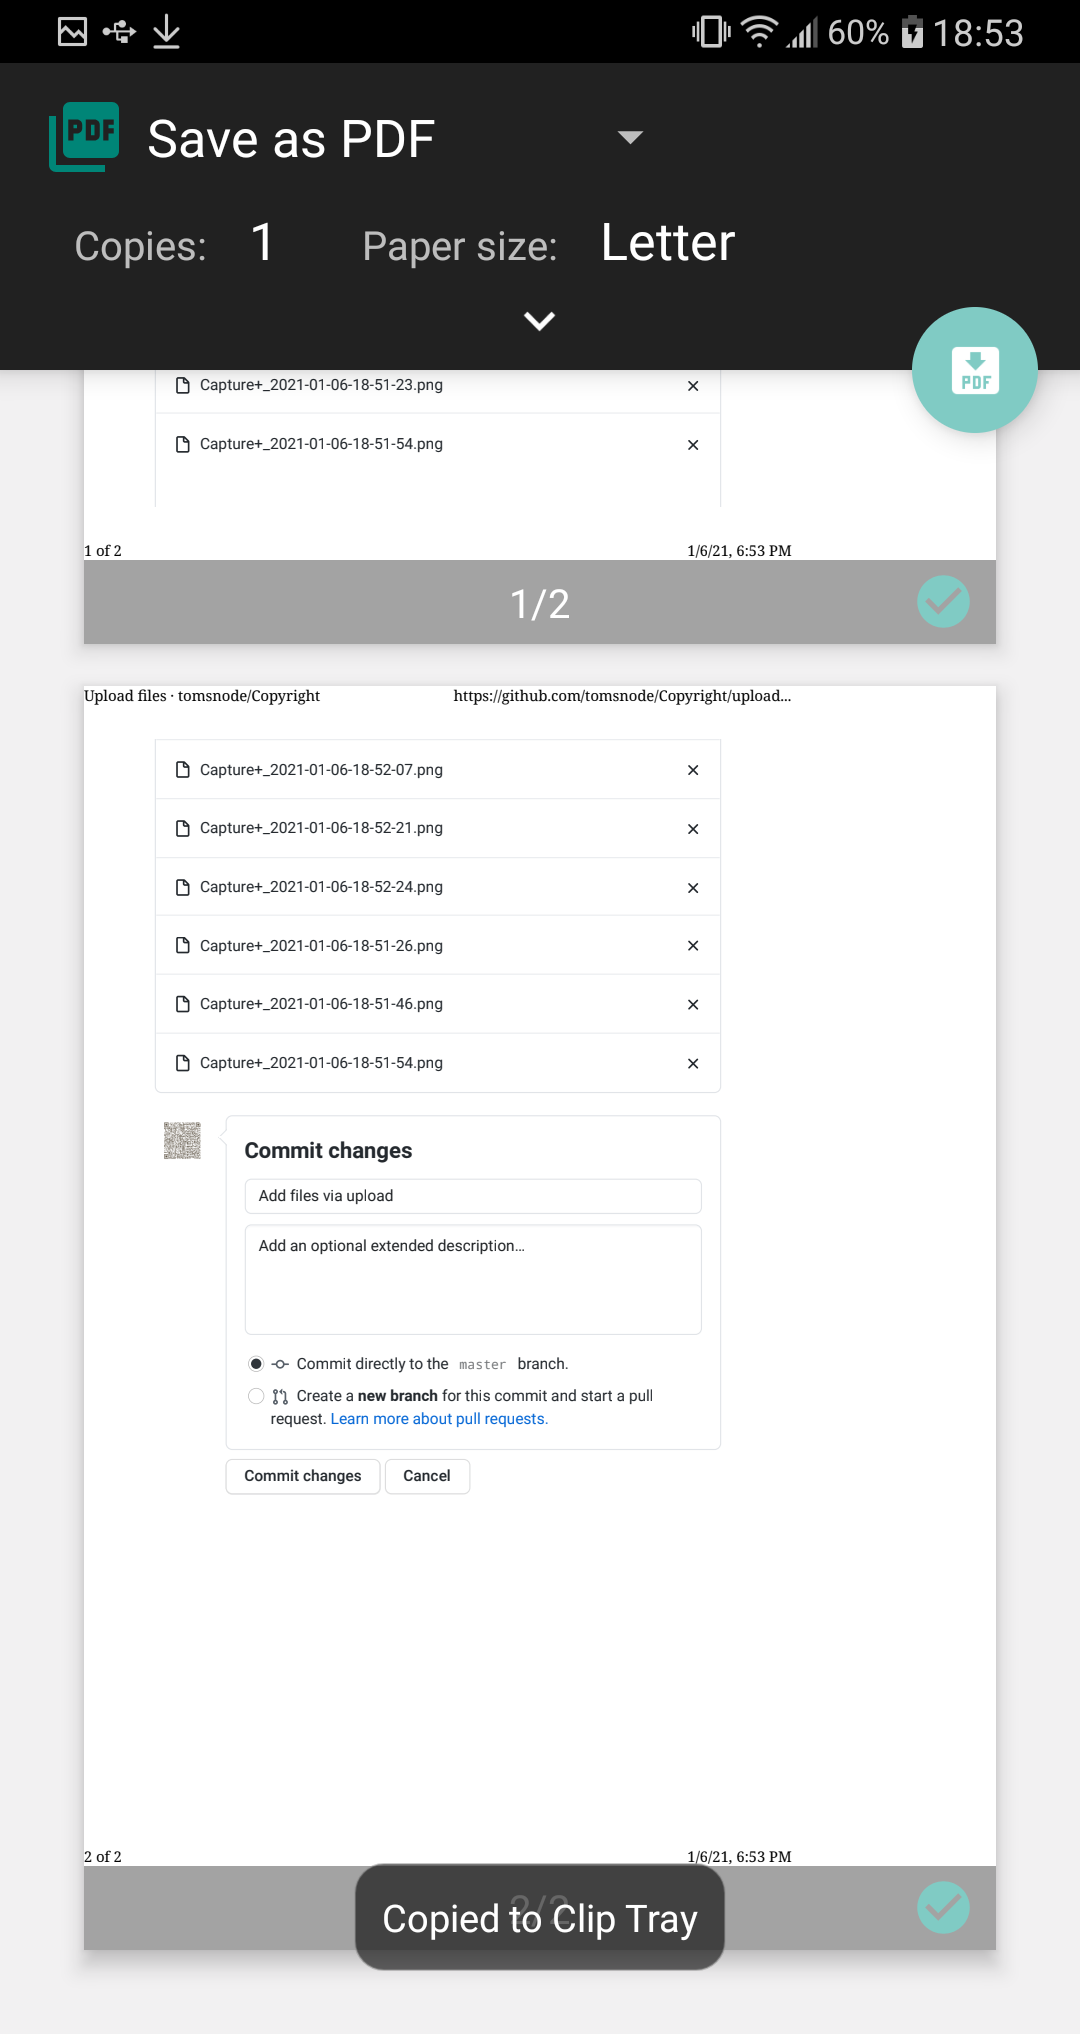 60% 18:53
PDF Save as PDF
Copies: 1 Paper size: Letter
PDF
Capture+_2021-01-06-18-51-23.png
Capture+_2021-01-06-18-51-54.png
1 of 2 1/6/21, 6:53 PM
1/2
Upload files · tomsnode/Copyright https://github.com/tomsnode/Copyright/upload...
Capture+_2021-01-06-18-52-07.png
Capture+_2021-01-06-18-52-21.png
Capture+_2021-01-06-18-52-24.png
Capture+_2021-01-06-18-51-26.png
Capture+_2021-01-06-18-51-46.png
Capture+_2021-01-06-18-51-54.png
Commit changes
Add files via upload
Add an optional extended description...
Commit directly to the master branch.
Create a new branch for this commit and start a pull
request. Learn more about pull requests.
Commit changes Cancel
2 of 2 1/6/21, 6:53 PM
2/2
Copied to Clip Tray